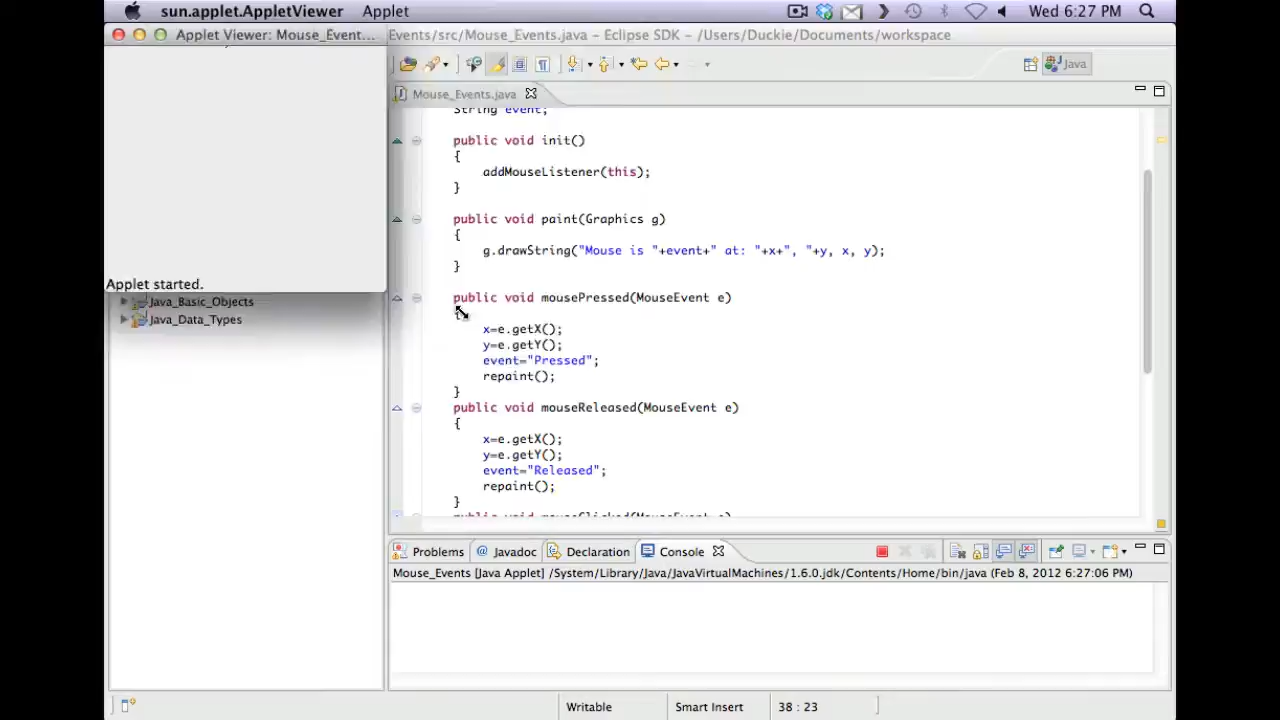 sun.applet.AppletViewer Applet Wed 6:27 PM
Applet Viewer: Mouse_Event... Events/src/Mouse_Events.java – Eclipse SDK – /Users/Duckie/Documents/workspace
Java
Mouse_Events.java
String event;
public void init()
{
addMouseListener(this);
}
public void paint(Graphics g)
{
g.drawString("Mouse is "+event+" at: "+x+", "+y, x, y);
}
public void mousePressed(MouseEvent e)
{
x=e.getX();
y=e.getY();
event="Pressed";
repaint();
}
public void mouseReleased(MouseEvent e)
{
x=e.getX();
y=e.getY();
event="Released";
repaint();
}
public void mouseClicked(MouseEvent e)
Applet started.
Java_Basic_Objects
Java_Data_Types
Problems @ Javadoc Declaration Console
Mouse_Events [Java Applet] /System/Library/Java/JavaVirtualMachines/1.6.0.jdk/Contents/Home/bin/java (Feb 8, 2012 6:27:06 PM)
Writable Smart Insert 38 : 23